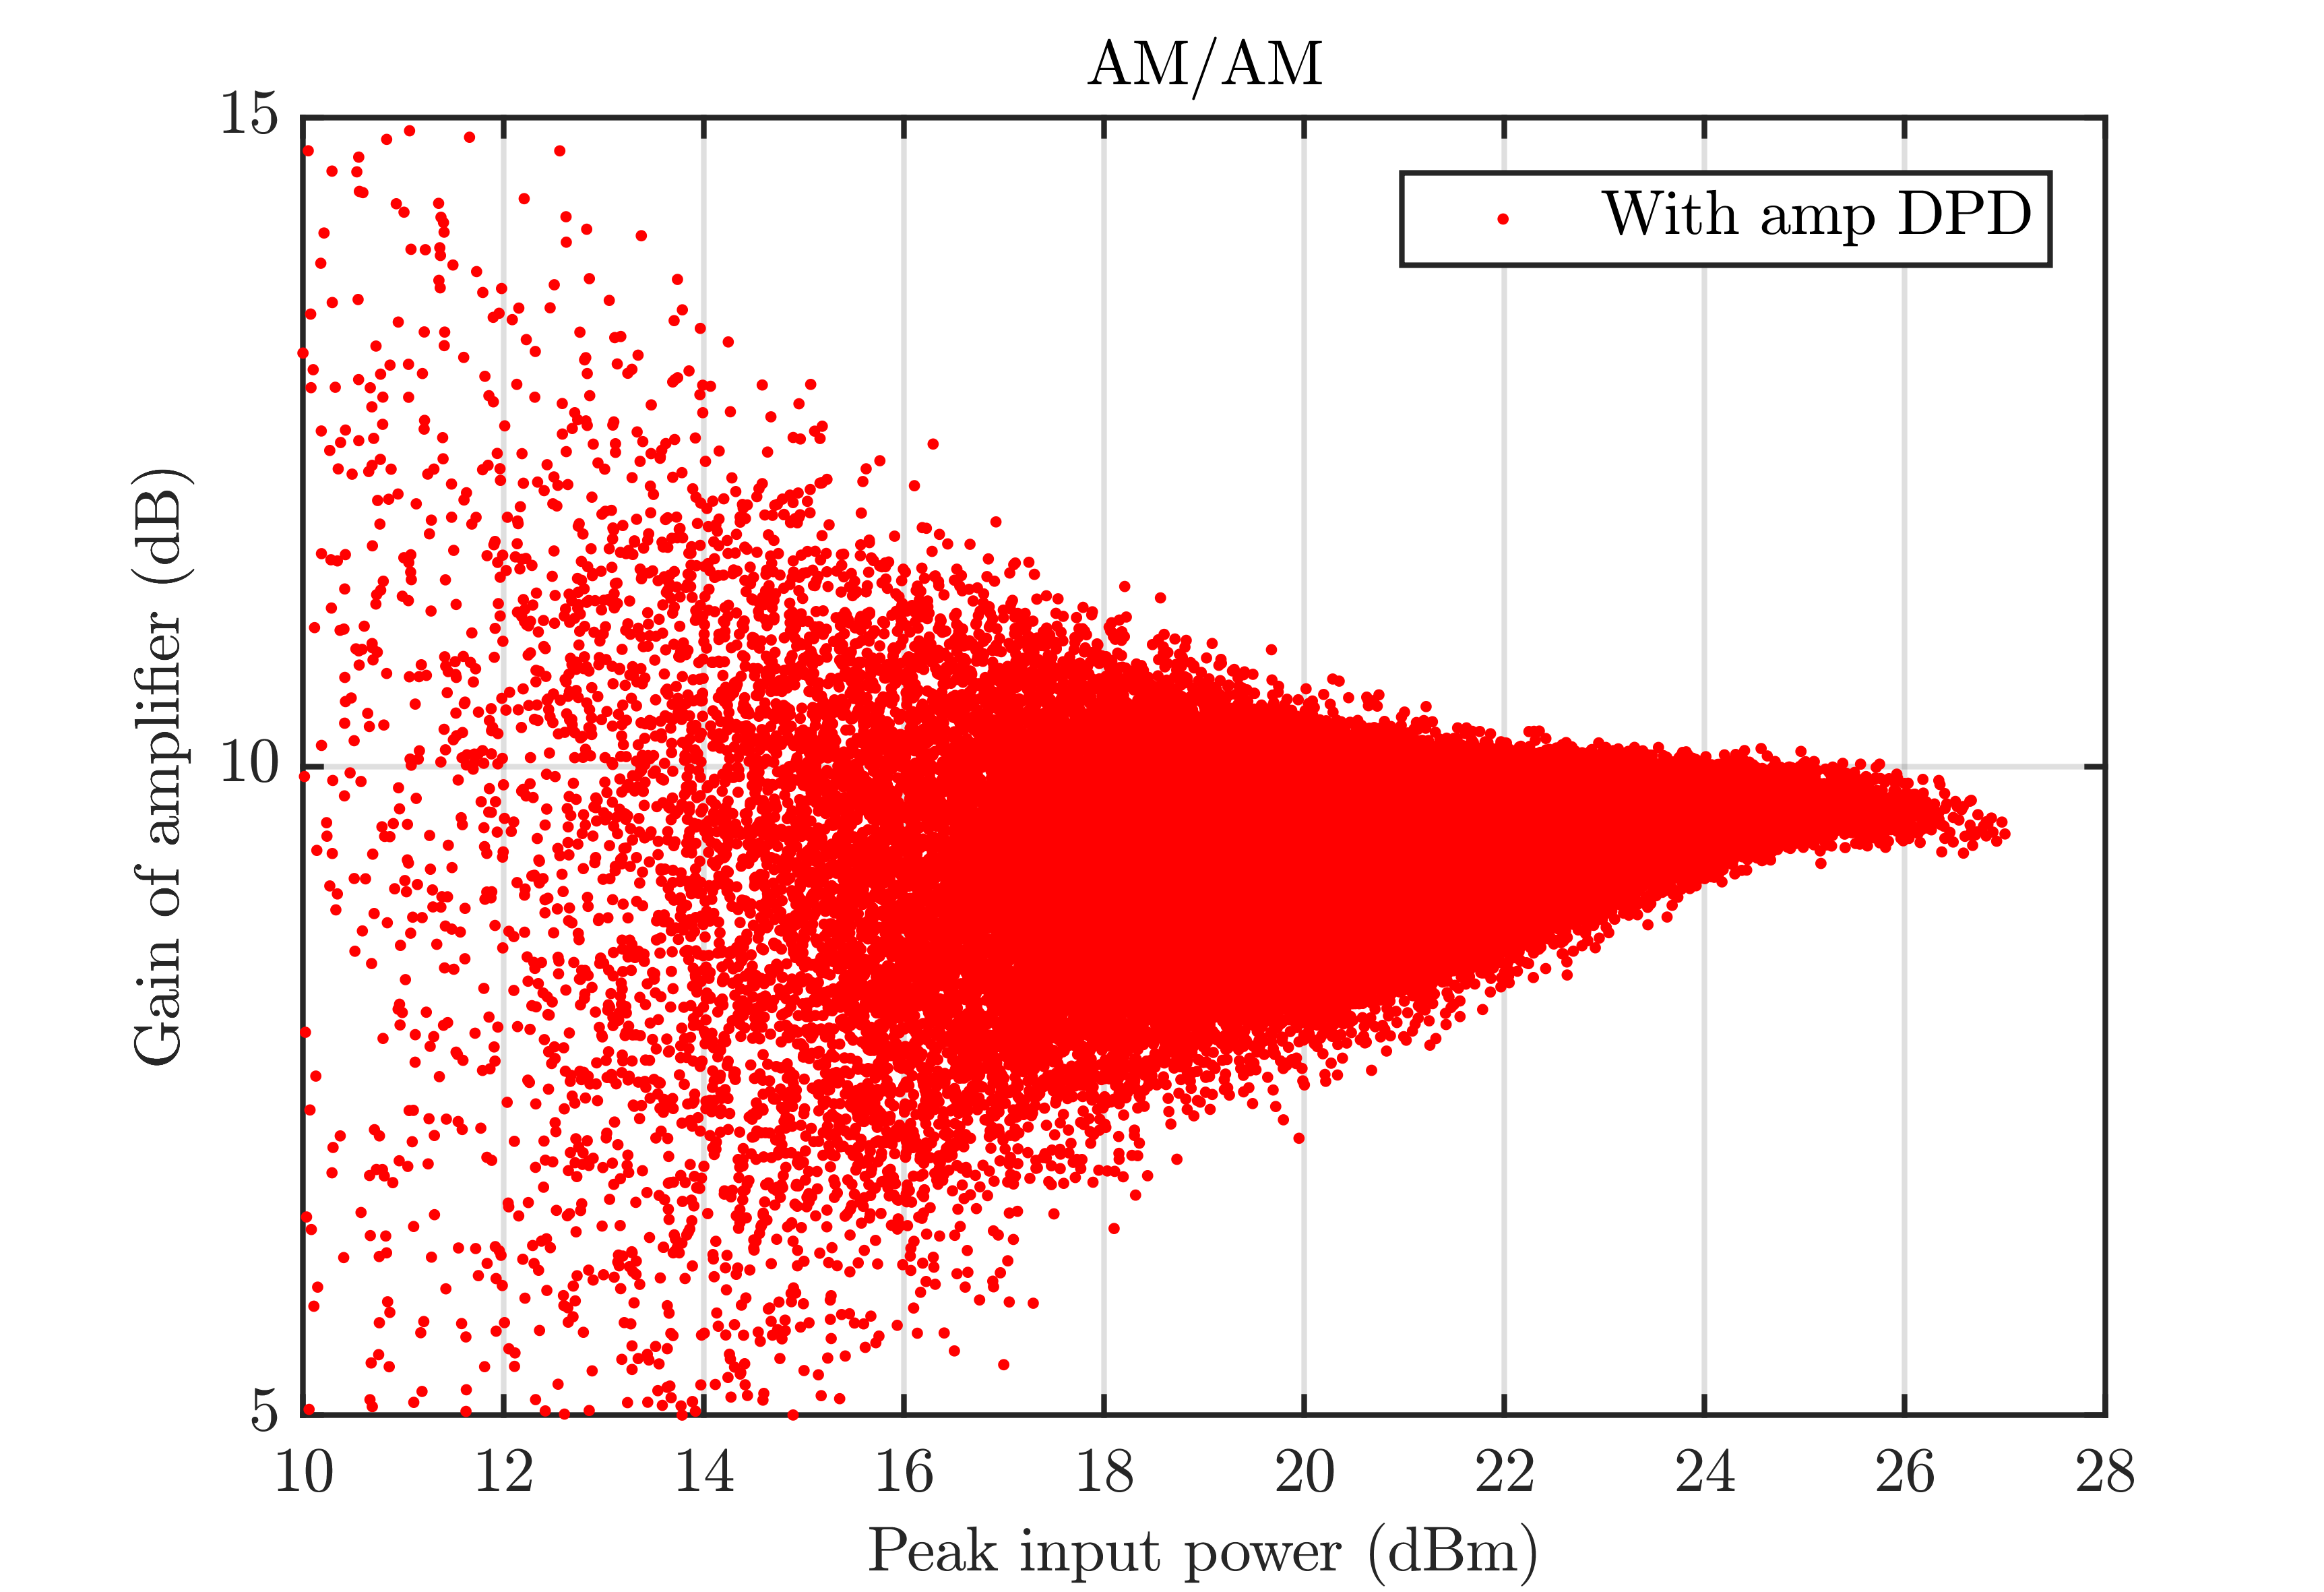 AM/AM
15
With amp DPD
Gain of amplifier (dB)
10
5
10 12 14 16 18 20 22 24 26 28
Peak input power (dBm)